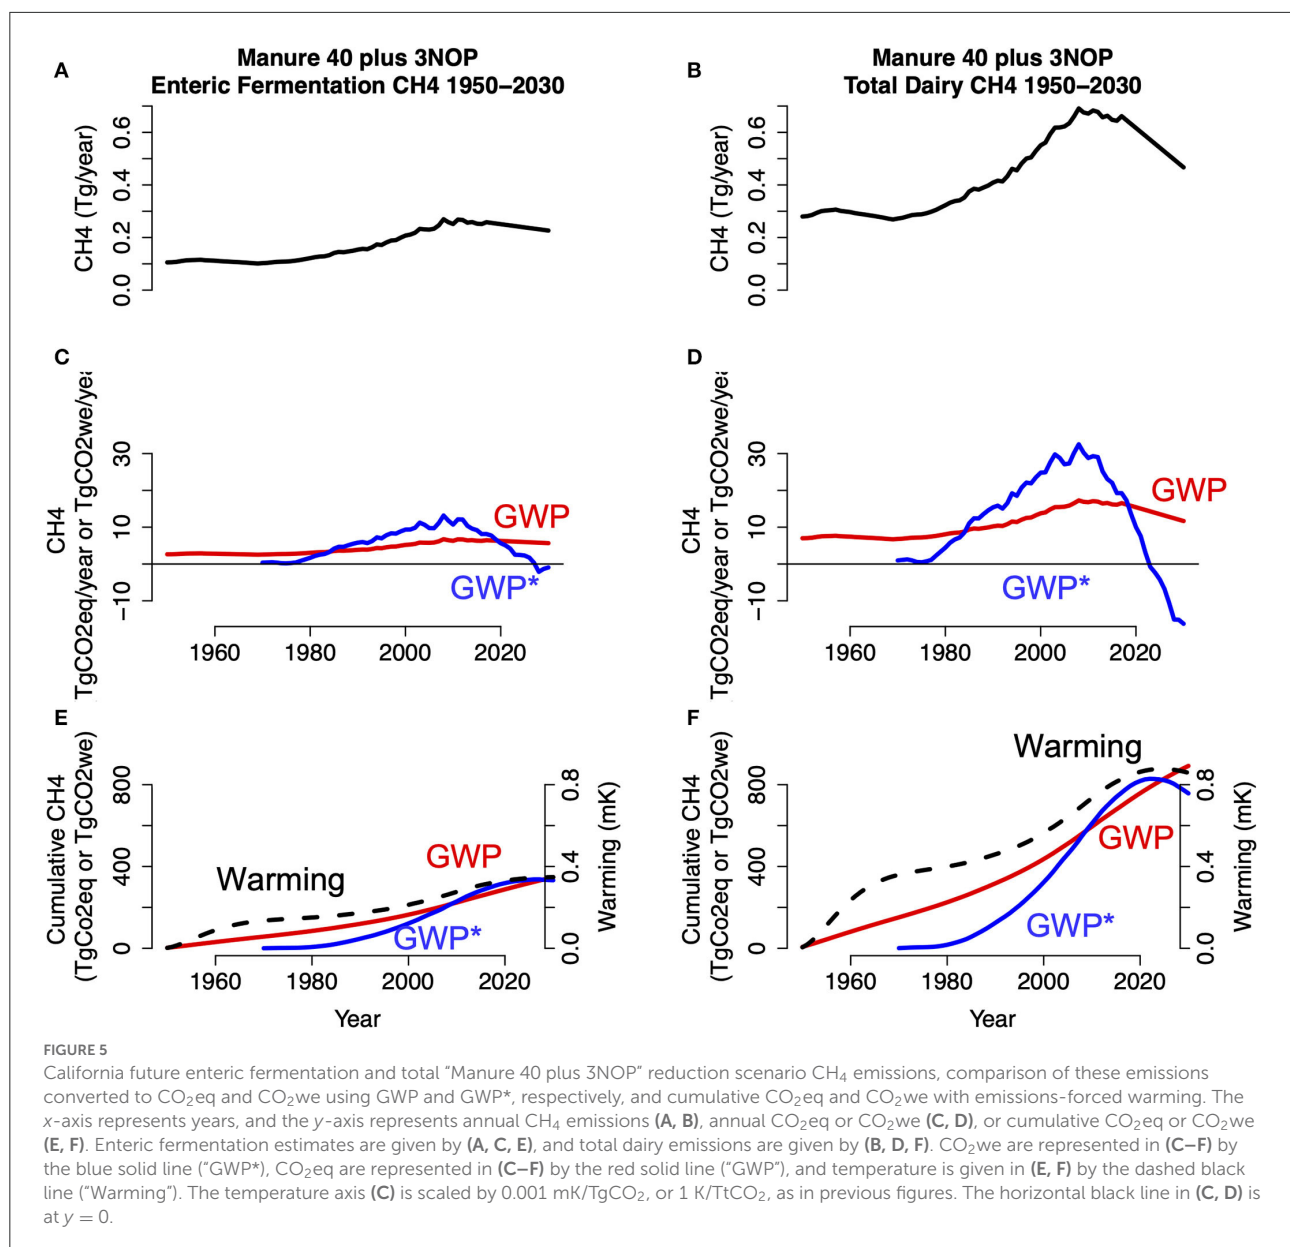 A
Manure 40 plus 3NOP
Enteric Fermentation CH4 1950–2030
CH4 (Tg/year)
0.6
0.4
0.2
0.0
B
Manure 40 plus 3NOP
Total Dairy CH4 1950–2030
CH4 (Tg/year)
0.6
0.4
0.2
0.0
C
CH4
TgCO2eq/year or TgCO2we/yea
30
10
−10
GWP
GWP*
1960 1980 2000 2020
D
CH4
TgCO2eq/year or TgCO2we/yea
30
10
−10
GWP
GWP*
1960 1980 2000 2020
E
Cumulative CH4
(TgCo2eq or TgCO2we)
800
400
0
Warming
GWP
GWP*
0.8
0.4
0.0
Warming (mK)
1960 1980 2000 2020
Year
F
Cumulative CH4
(TgCo2eq or TgCO2we)
800
400
0
Warming
GWP
GWP*
0.8
0.4
0.0
Warming (mK)
1960 1980 2000 2020
Year
FIGURE 5
California future enteric fermentation and total “Manure 40 plus 3NOP” reduction scenario CH₄ emissions, comparison of these emissions
converted to CO₂eq and CO₂we using GWP and GWP*, respectively, and cumulative CO₂eq and CO₂we with emissions-forced warming. The
x-axis represents years, and the y-axis represents annual CH₄ emissions (A, B), annual CO₂eq or CO₂we (C, D), or cumulative CO₂eq or CO₂we
(E, F). Enteric fermentation estimates are given by (A, C, E), and total dairy emissions are given by (B, D, F). CO₂we are represented in (C–F) by
the blue solid line (“GWP*), CO₂eq are represented in (C–F) by the red solid line (“GWP”), and temperature is given in (E, F) by the dashed black
line (“Warming”). The temperature axis (C) is scaled by 0.001 mK/TgCO₂, or 1 K/TtCO₂, as in previous figures. The horizontal black line in (C, D) is
at y = 0.